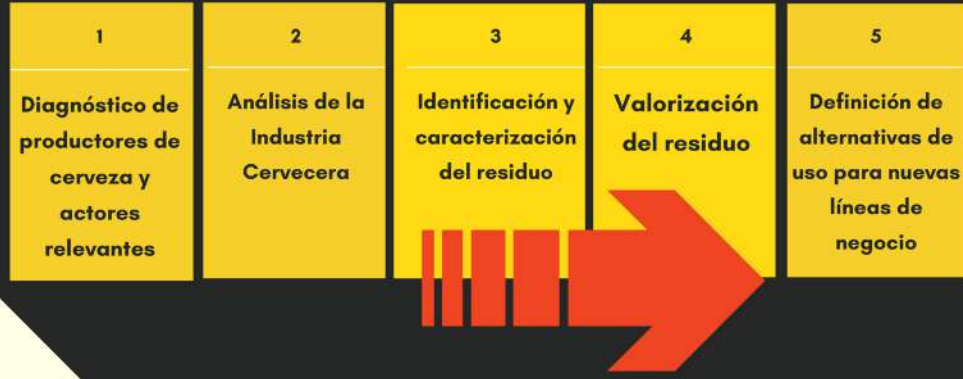 1
Diagnóstico de
productores de
cerveza y
actores
relevantes
2
Análisis de la
Industria
Cervecera
3
Identificación y
caracterización
del residuo
4
Valorización
del residuo
5
Definición de
alternativas de
uso para nuevas
líneas de
negocio